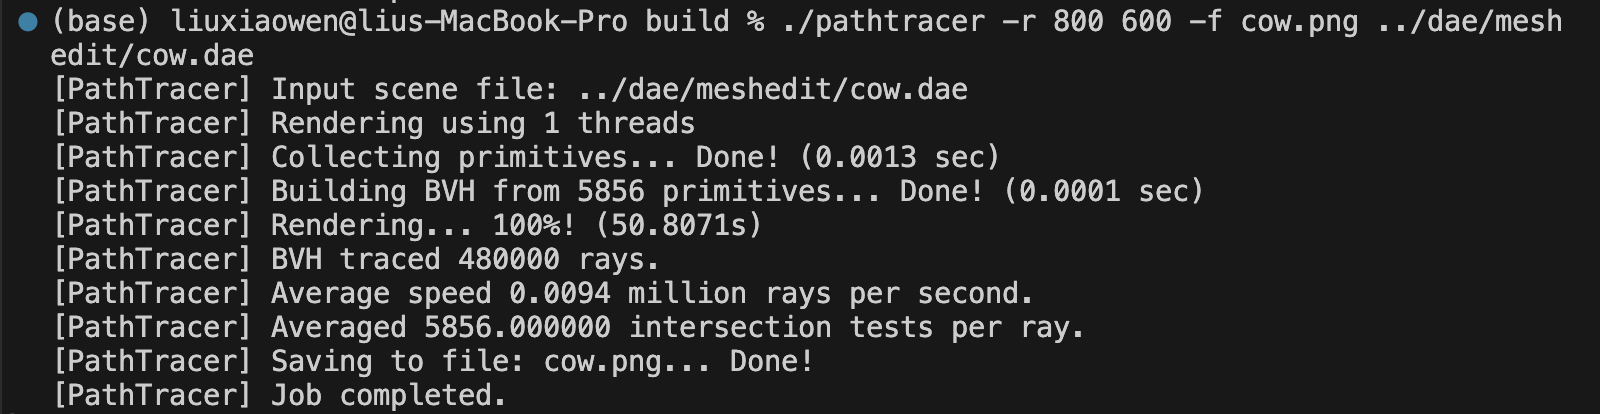 (base) liuxiaowen@lius-MacBook-Pro build % ./pathtracer -r 800 600 -f cow.png ../dae/mesh
edit/cow.dae
[PathTracer] Input scene file: ../dae/meshedit/cow.dae
[PathTracer] Rendering using 1 threads
[PathTracer] Collecting primitives... Done! (0.0013 sec)
[PathTracer] Building BVH from 5856 primitives... Done! (0.0001 sec)
[PathTracer] Rendering... 100%! (50.8071s)
[PathTracer] BVH traced 480000 rays.
[PathTracer] Average speed 0.0094 million rays per second.
[PathTracer] Averaged 5856.000000 intersection tests per ray.
[PathTracer] Saving to file: cow.png... Done!
[PathTracer] Job completed.